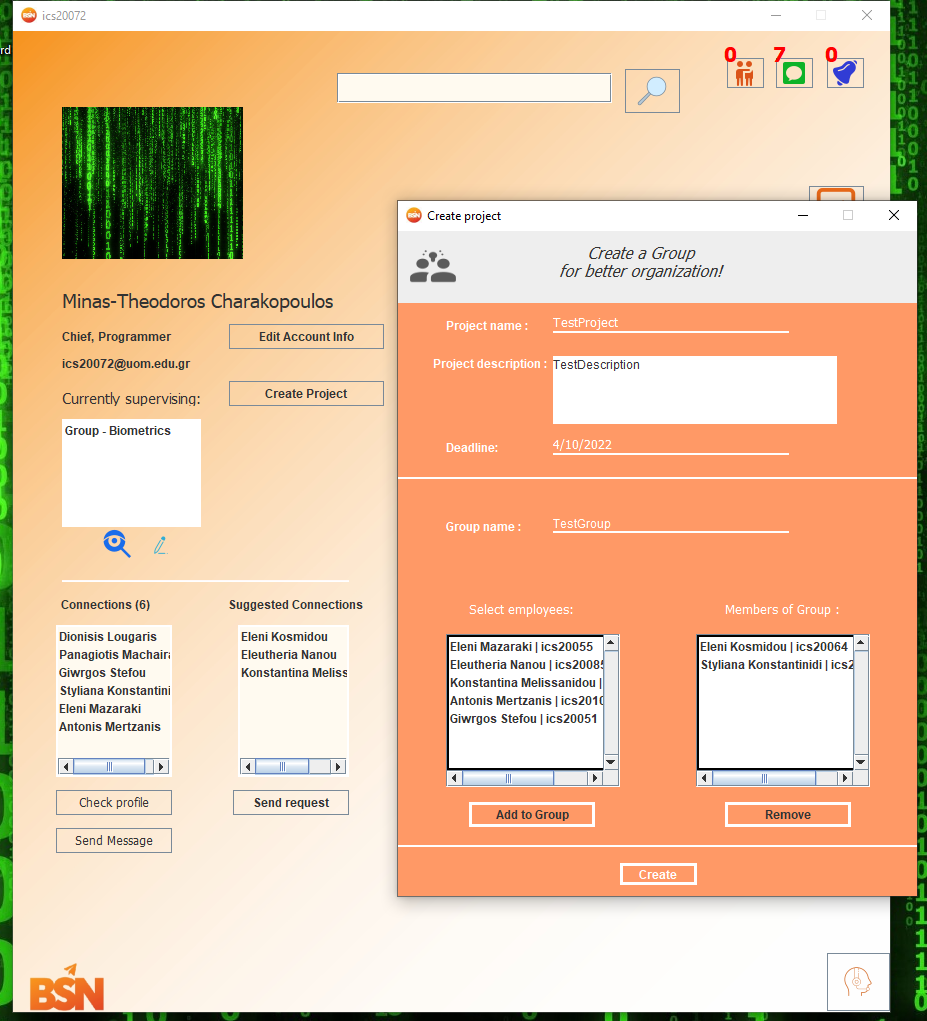 BSN ics20072
rd
0 7 0
Minas-Theodoros Charakopoulos
Chief, Programmer
Edit Account Info
ics20072@uom.edu.gr
Create Project
Currently supervising:
Group - Biometrics
Connections (6)
Suggested Connections
Dionisis Lougaris
Panagiotis Machaira
Giwrgos Stefou
Styliana Konstantini
Eleni Mazaraki
Antonis Mertzanis
Eleni Kosmidou
Eleutheria Nanou
Konstantina Meliss
Check profile
Send request
Send Message
BSN
BSN Create project
Create a Group
for better organization!
Project name :
TestProject
Project description :
TestDescription
Deadline:
4/10/2022
Group name :
TestGroup
Select employees:
Members of Group :
Eleni Mazaraki | ics20055
Eleutheria Nanou | ics20085
Konstantina Melissanidou |
Antonis Mertzanis | ics2010
Giwrgos Stefou | ics20051
Eleni Kosmidou | ics20064
Styliana Konstantinidi | ics2
Add to Group
Remove
Create